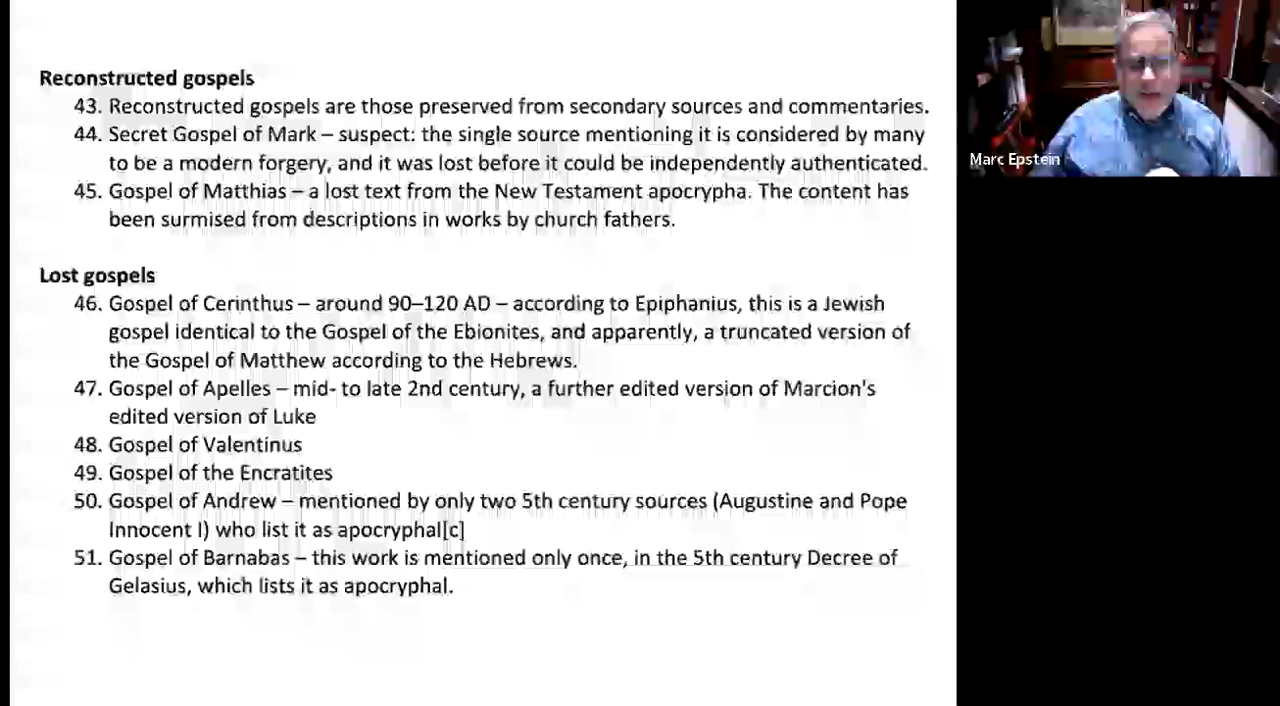 Reconstructed gospels
43. Reconstructed gospels are those preserved from secondary sources and commentaries.
44. Secret Gospel of Mark – suspect: the single source mentioning it is considered by many
to be a modern forgery, and it was lost before it could be independently authenticated.
45. Gospel of Matthias – a lost text from the New Testament apocrypha. The content has
been surmised from descriptions in works by church fathers.
Lost gospels
46. Gospel of Cerinthus – around 90–120 AD – according to Epiphanius, this is a Jewish
gospel identical to the Gospel of the Ebionites, and apparently, a truncated version of
the Gospel of Matthew according to the Hebrews.
47. Gospel of Apelles – mid- to late 2nd century, a further edited version of Marcion's
edited version of Luke
48. Gospel of Valentinus
49. Gospel of the Encratites
50. Gospel of Andrew – mentioned by only two 5th century sources (Augustine and Pope
Innocent I) who list it as apocryphal[c]
51. Gospel of Barnabas – this work is mentioned only once, in the 5th century Decree of
Gelasius, which lists it as apocryphal.
Marc Epstein